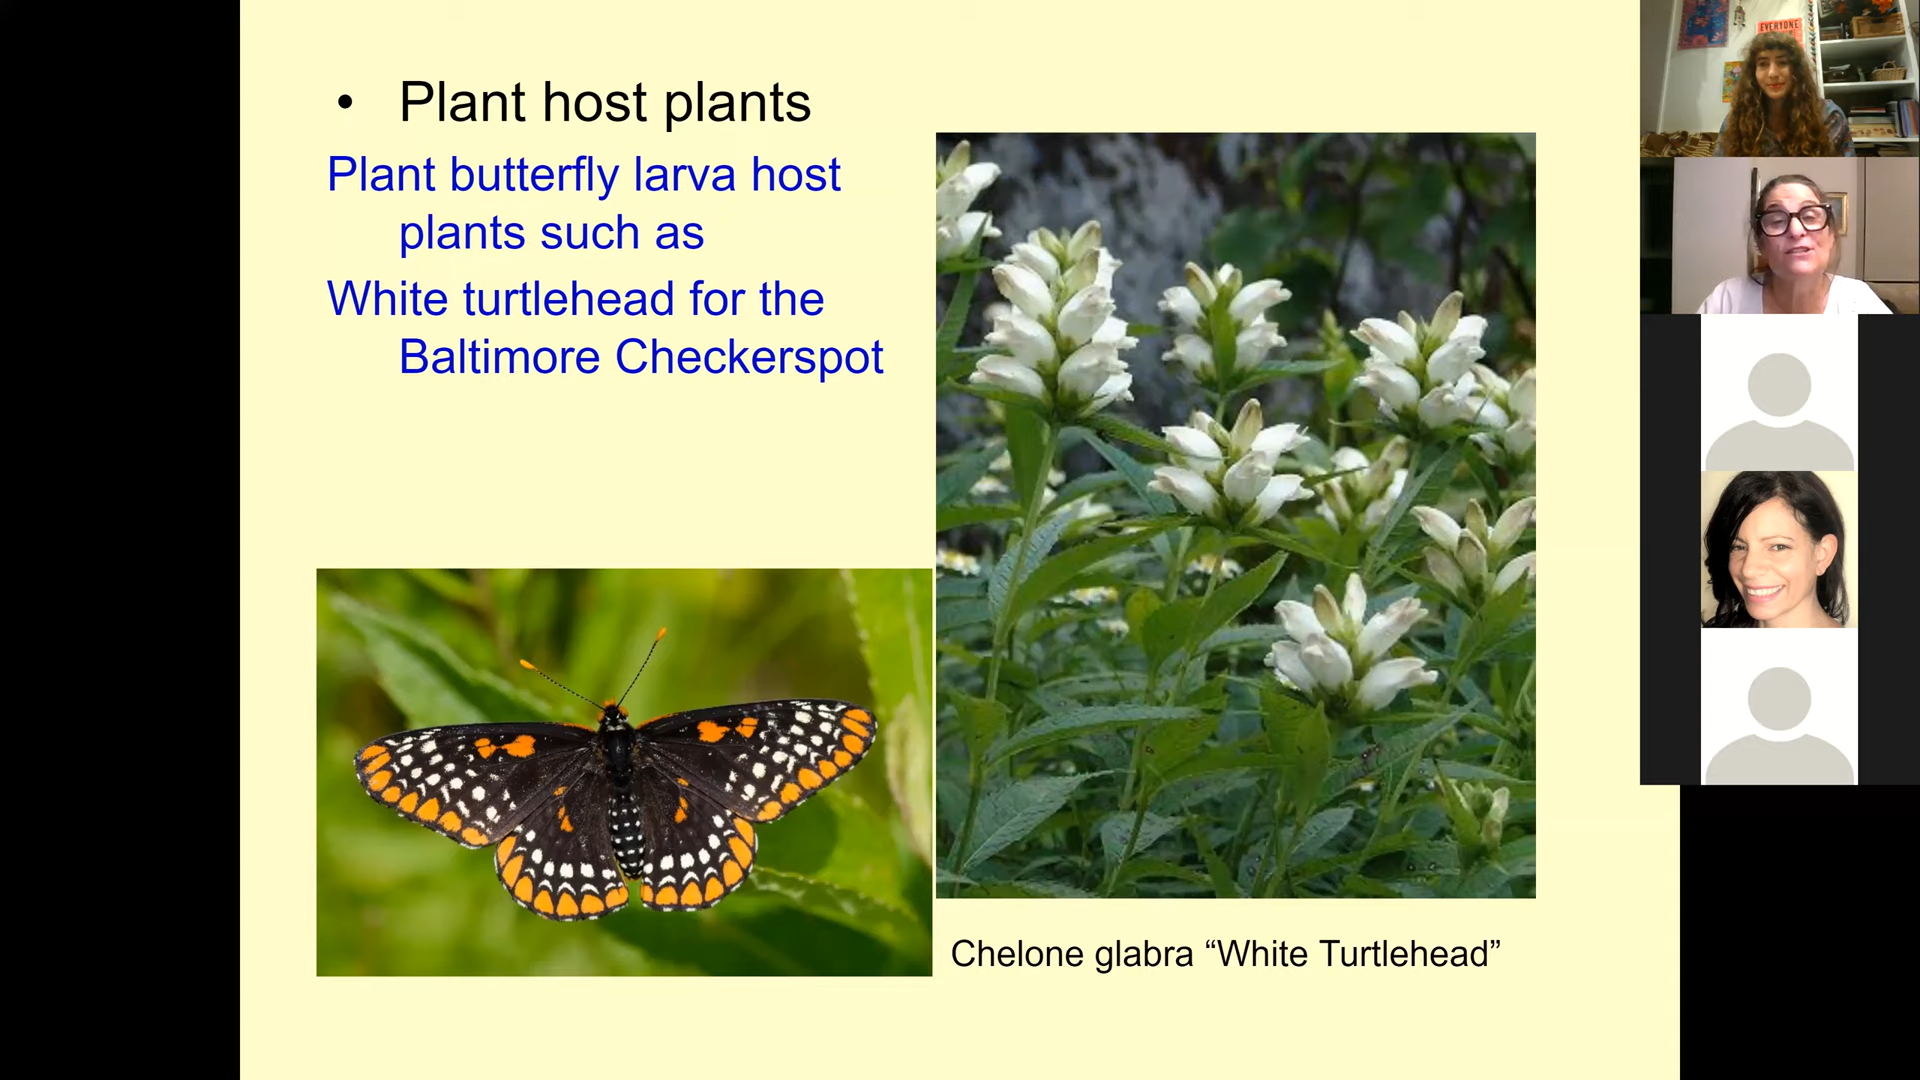 • Plant host plants
Plant butterfly larva host
plants such as
White turtlehead for the
Baltimore Checkerspot
Chelone glabra “White Turtlehead”
EVERYONE